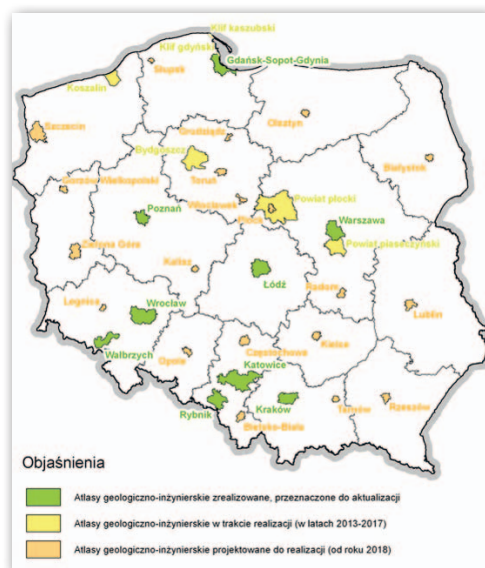 Klif kaszubski
Klif gdyński
Gdańsk-Sopot-Gdynia
Słupsk
Koszalin
Olsztyn
Szczecin
Grudziądz
Bydgoszcz
Białystok
Toruń
Gorzów Wielkopolski
Powiat płocki
Włocławek
Poznań
Płock
Warszawa
Zielona Góra
Powiat piaseczyński
Kalisz
Łódź
Radom
Legnica
Wrocław
Lublin
Wałbrzych
Częstochowa
Kielce
Opole
Katowice
Rybnik
Kraków
Tarnów
Rzeszów
Bielsko-Biała
Objaśnienia
Atlasy geologiczno-inżynierskie zrealizowane, przeznaczone do aktualizacji
Atlasy geologiczno-inżynierskie w trakcie realizacji (w latach 2013-2017)
Atlasy geologiczno-inżynierskie projektowane do realizacji (od roku 2018)